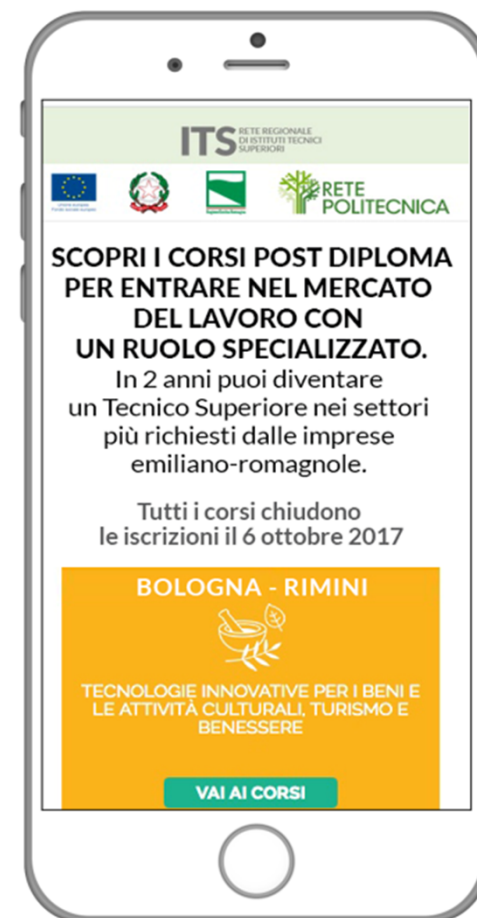 ITS RETE REGIONALE
DI ISTITUTI TECNICI
SUPERIORI
RETE
POLITECNICA
SCOPRI I CORSI POST DIPLOMA
PER ENTRARE NEL MERCATO
DEL LAVORO CON
UN RUOLO SPECIALIZZATO.
In 2 anni puoi diventare
un Tecnico Superiore nei settori
più richiesti dalle imprese
emiliano-romagnole.
Tutti i corsi chiudono
le iscrizioni il 6 ottobre 2017
BOLOGNA - RIMINI
TECNOLOGIE INNOVATIVE PER I BENI E
LE ATTIVITÀ CULTURALI, TURISMO E
BENESSERE
VAI AI CORSI